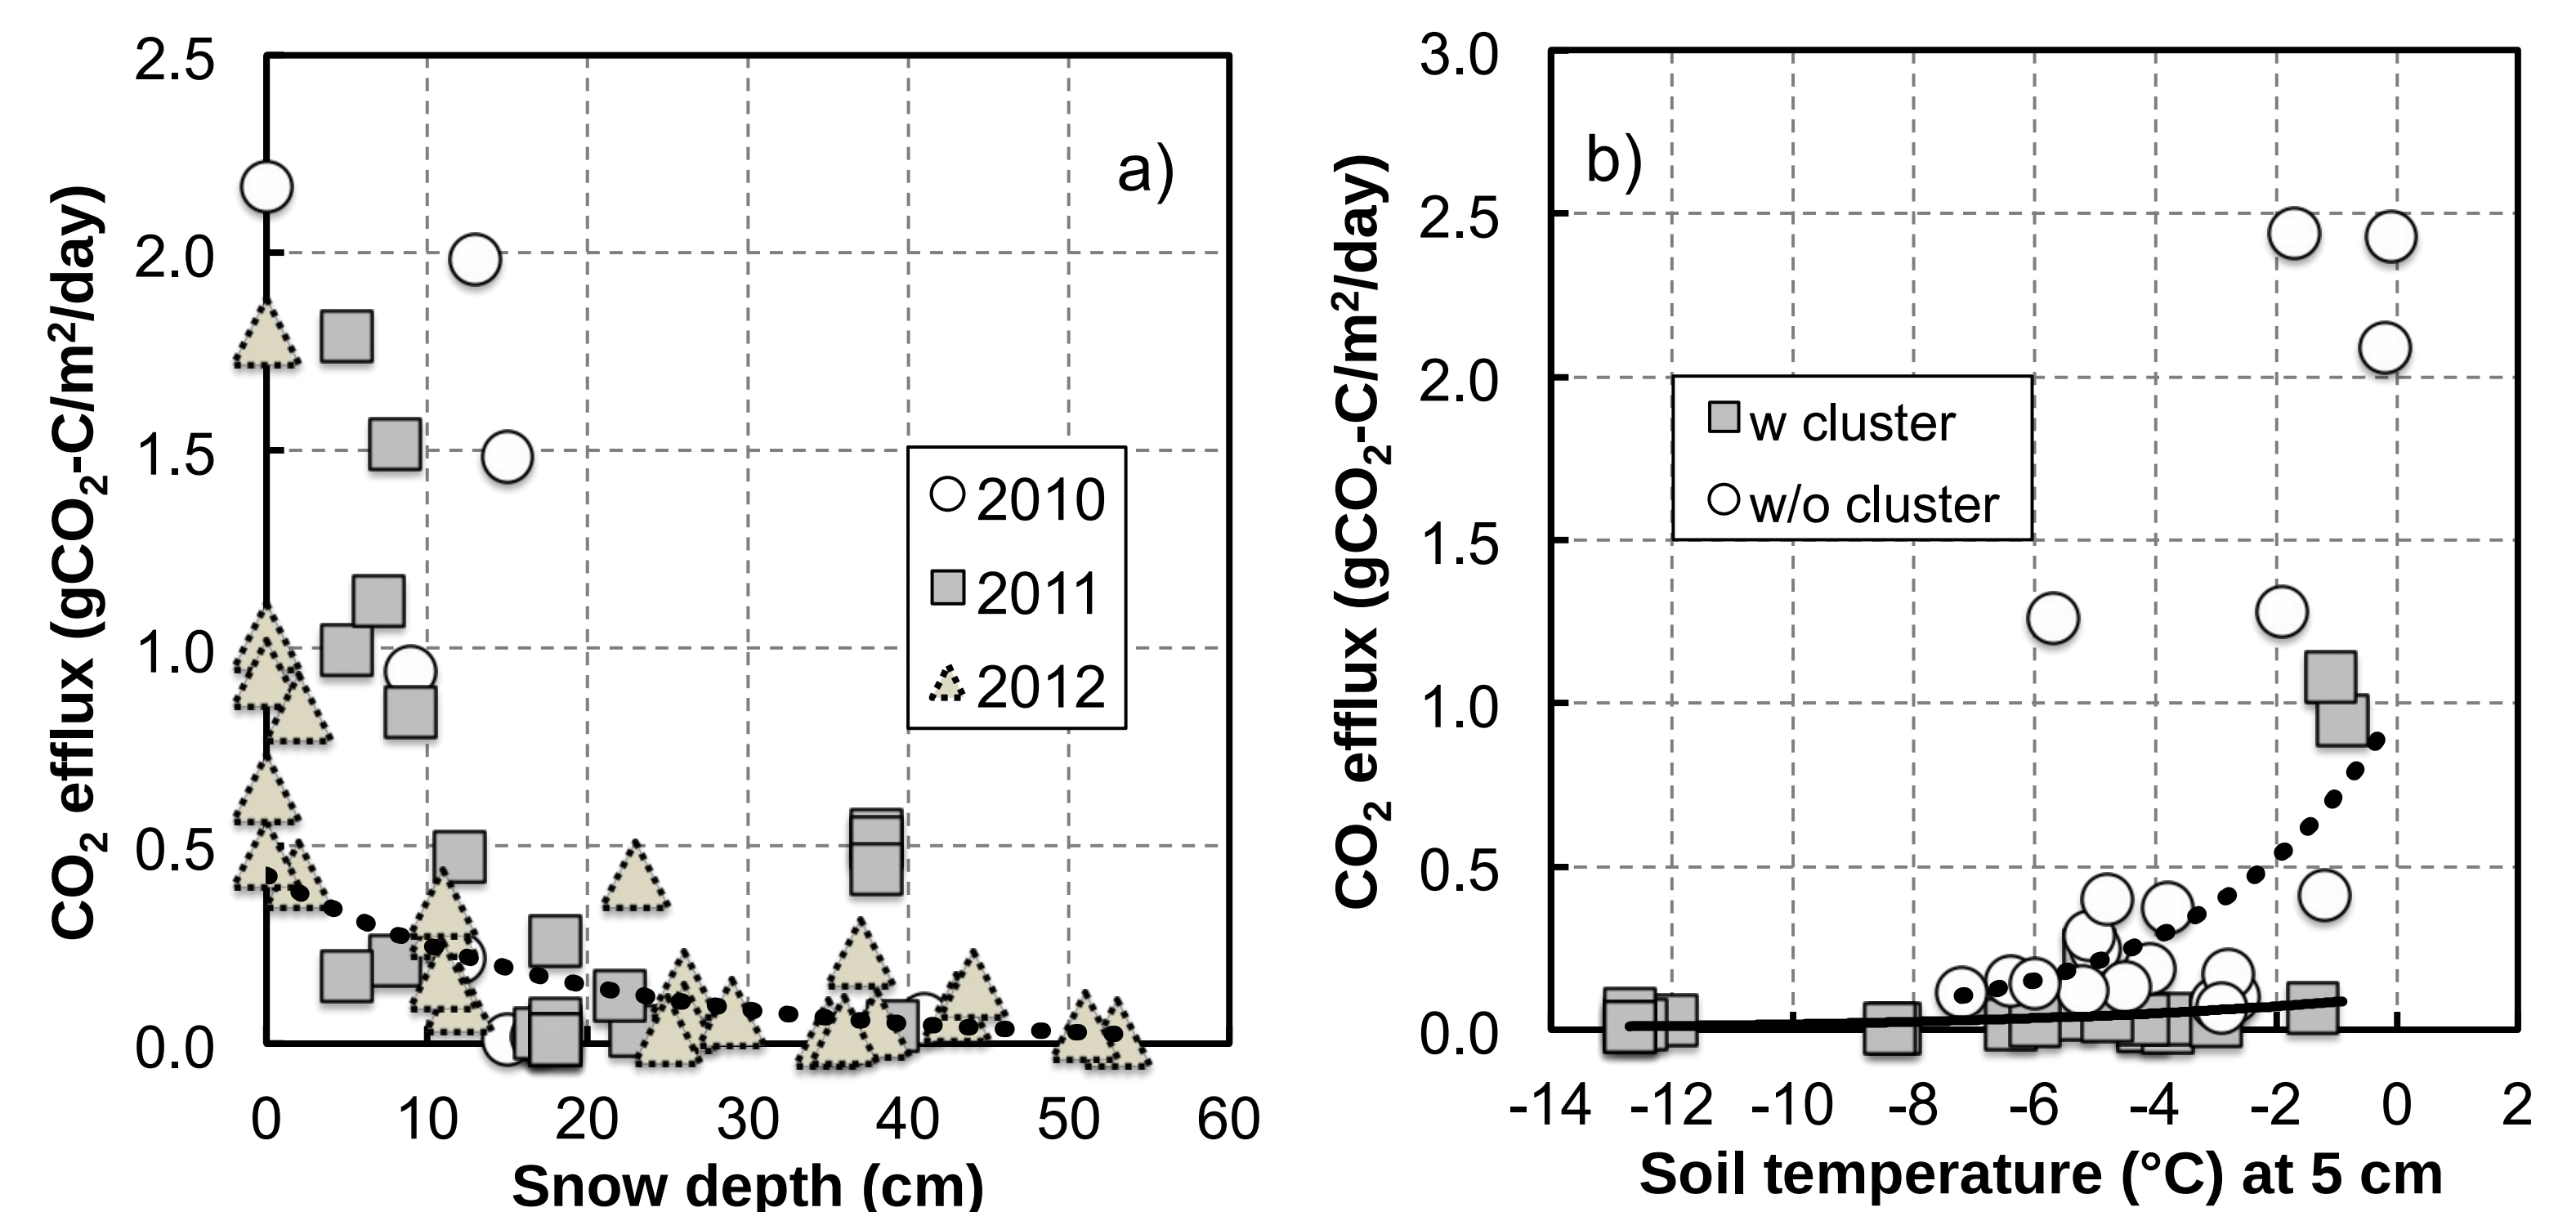 2.5
2.0
1.5
1.0
0.5
0.0
CO₂ efflux (gCO₂-C/m²/day)
a)
2010
2011
2012
0 10 20 30 40 50 60
Snow depth (cm)
3.0
2.5
2.0
1.5
1.0
0.5
0.0
CO₂ efflux (gCO₂-C/m²/day)
b)
w cluster
w/o cluster
-14 -12 -10 -8 -6 -4 -2 0 2
Soil temperature (°C) at 5 cm